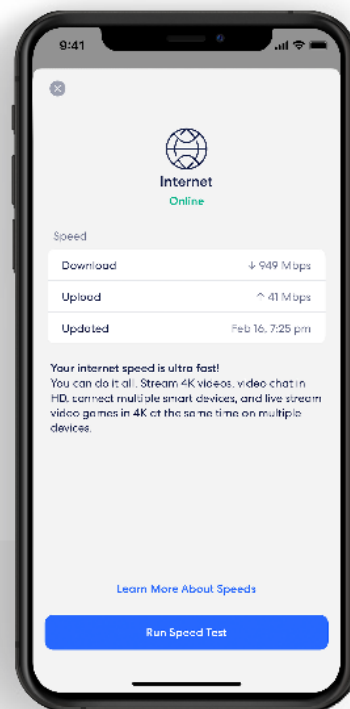 9:41
Internet
Online
Speed
Download ↓ 949 Mbps
Upload ^ 41 Mbps
Updated Feb 16, 7:25 pm
Your internet speed is ultra fast!
You can do it all. Stream 4K videos, video chat in
HD, connect multiple smart devices, and live stream
video games in 4K at the same time on multiple
devices.
Learn More About Speeds
Run Speed Test